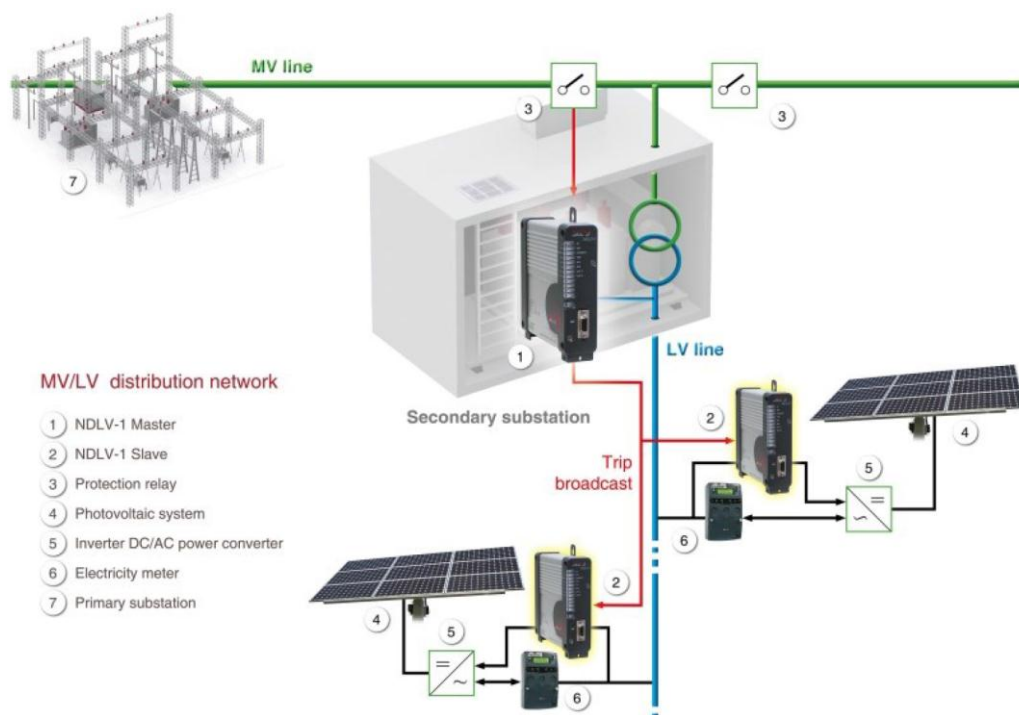 MV line
3
3
7
1
LV line
MV/LV distribution network
Secondary substation
2
4
1 NDLV-1 Master
2 NDLV-1 Slave
Trip
broadcast
5
3 Protection relay
4 Photovoltaic system
5 Inverter DC/AC power converter
6
6 Electricity meter
2
7 Primary substation
4
5
6